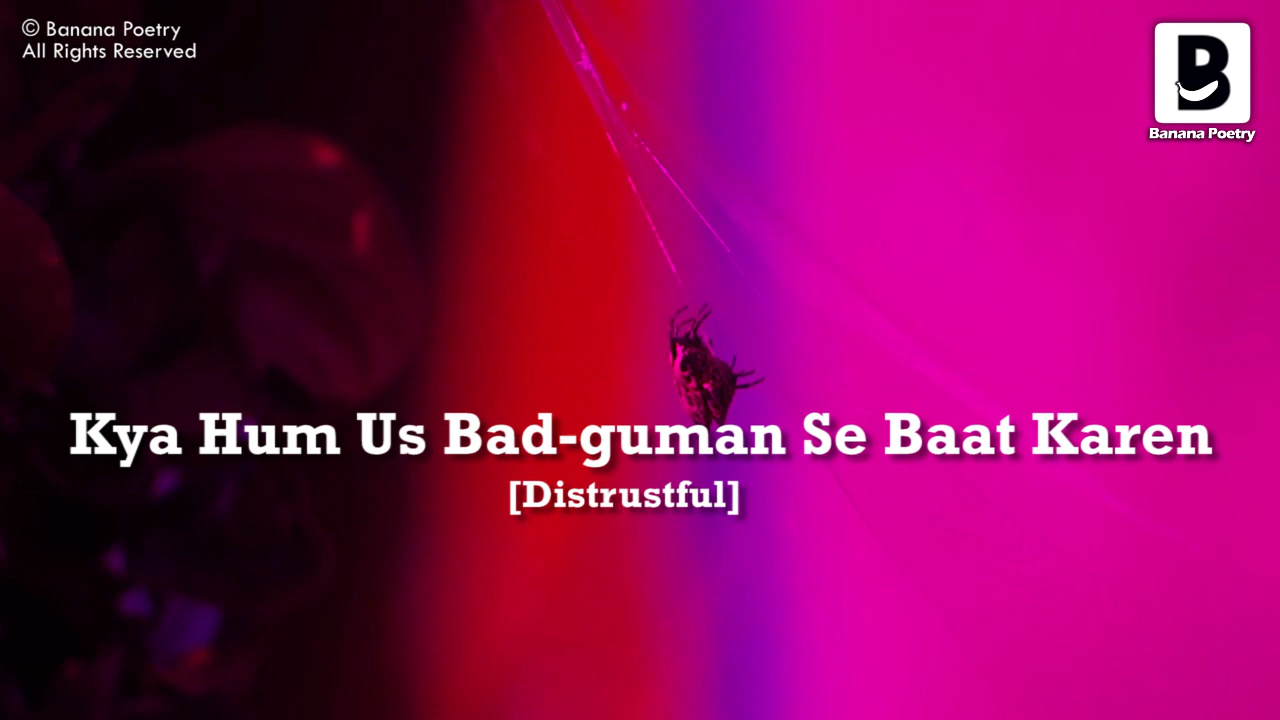 © Banana Poetry
All Rights Reserved
B
Banana Poetry
Kya Hum Us Bad-guman Se Baat Karen
[Distrustful]